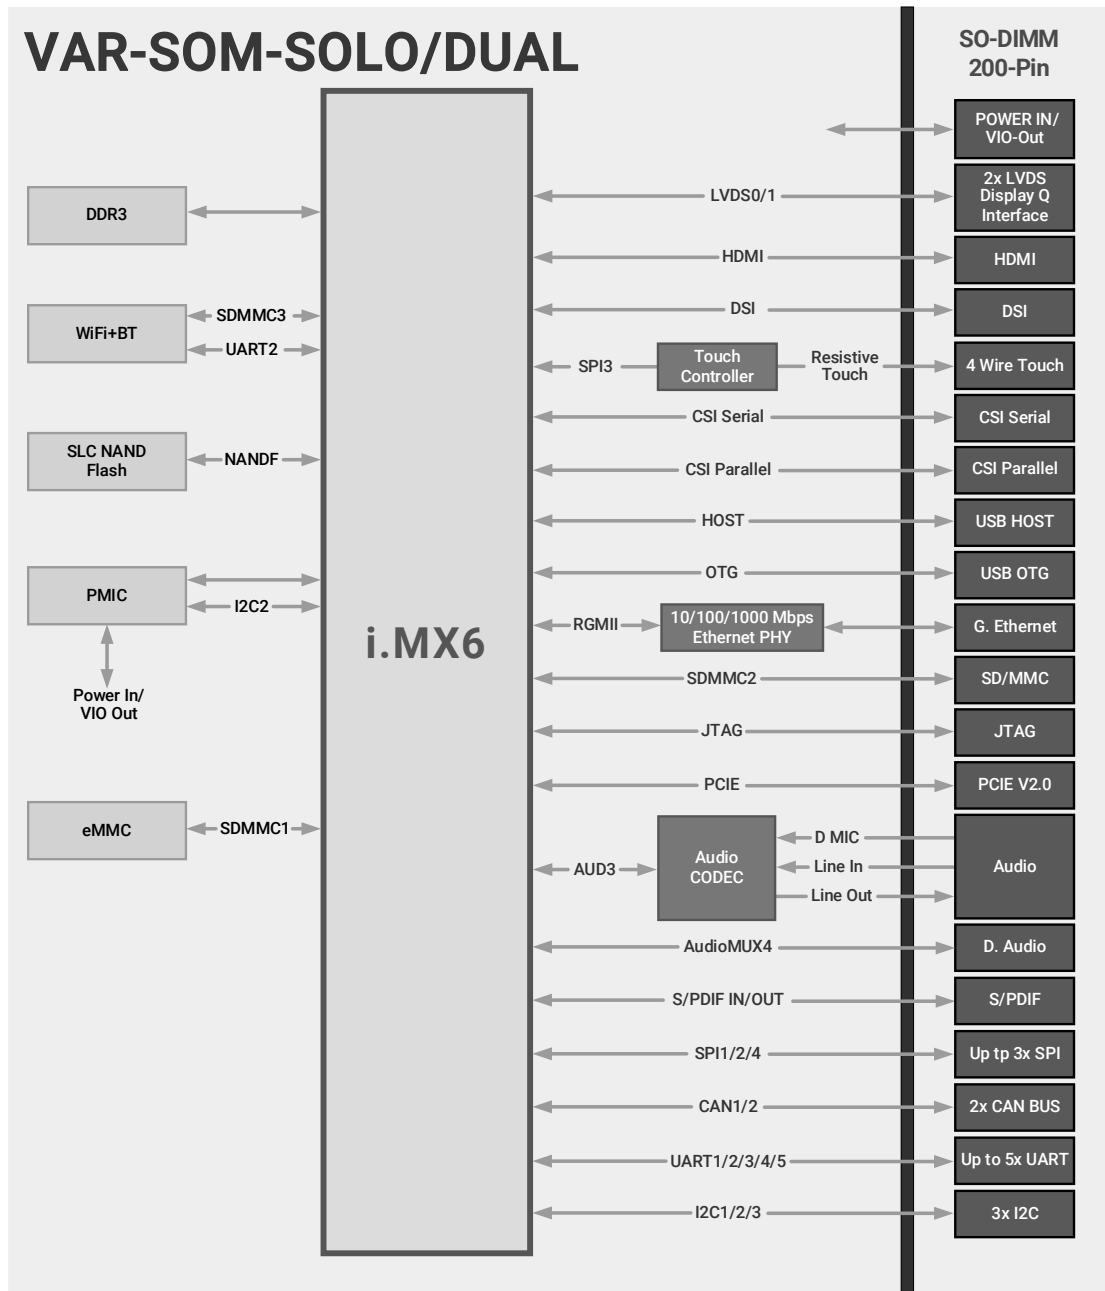 VAR-SOM-SOLO/DUAL
SO-DIMM
200-Pin
POWER IN/
VIO-Out
DDR3
LVDS0/1
2x LVDS
Display Q
Interface
HDMI
HDMI
WiFi+BT
SDMMC3
UART2
DSI
DSI
SPI3
Touch
Controller
Resistive
Touch
4 Wire Touch
CSI Serial
CSI Serial
SLC NAND
Flash
NANDF
CSI Parallel
CSI Parallel
HOST
USB HOST
OTG
USB OTG
PMIC
I2C2
Power In/
VIO Out
i.MX6
RGMII
10/100/1000 Mbps
Ethernet PHY
G. Ethernet
SDMMC2
SD/MMC
JTAG
JTAG
PCIE
PCIE V2.0
eMMC
SDMMC1
AUD3
Audio
CODEC
D MIC
Line In
Line Out
Audio
AudioMUX4
D. Audio
S/PDIF IN/OUT
S/PDIF
SPI1/2/4
Up tp 3x SPI
CAN1/2
2x CAN BUS
UART1/2/3/4/5
Up to 5x UART
I2C1/2/3
3x I2C